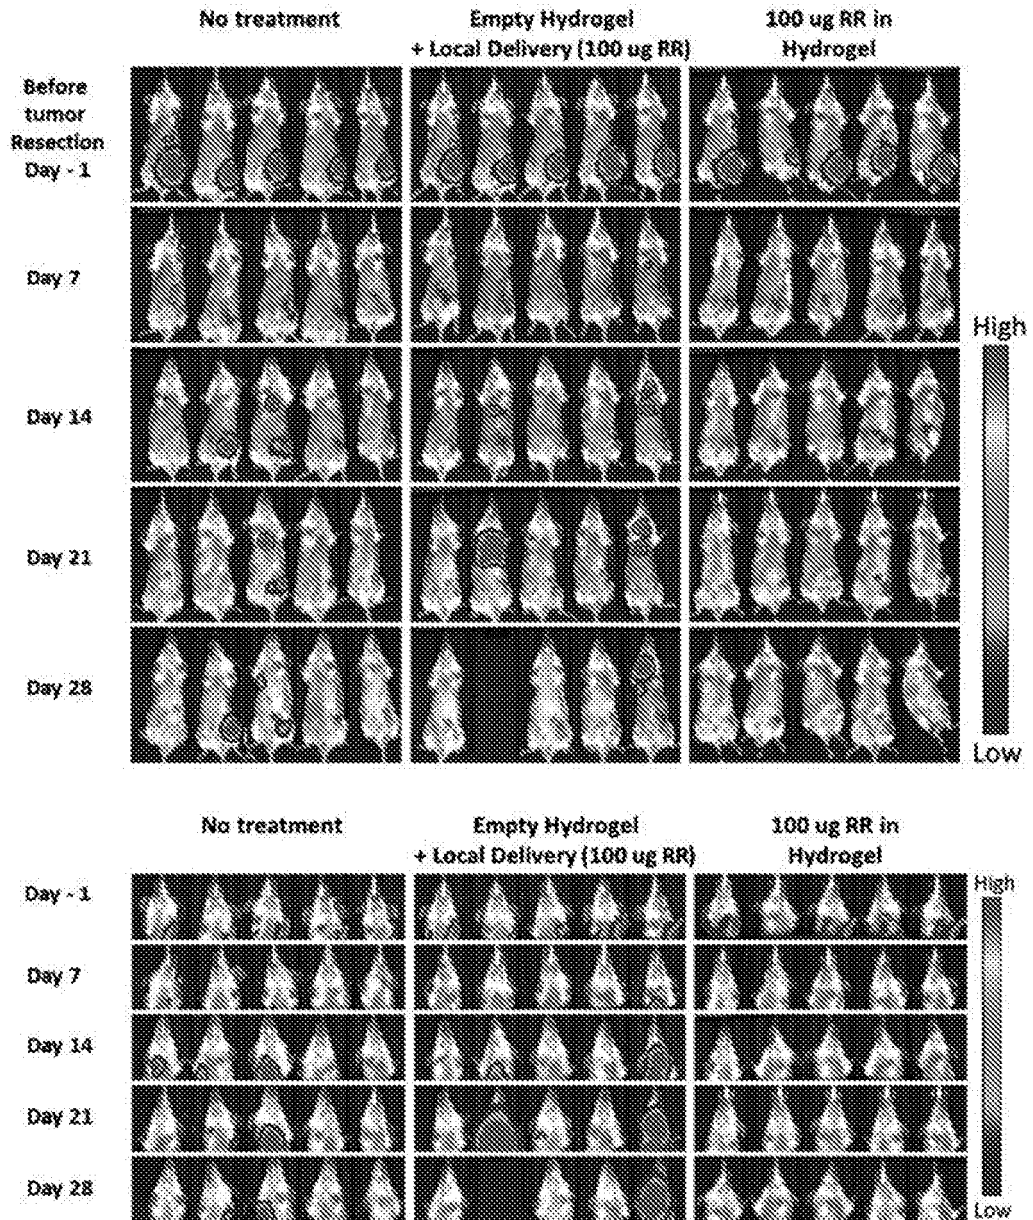 No treatment
Empty Hydrogel
+ Local Delivery (100 ug RR)
100 ug RR in
Hydrogel
Before
tumor
Resection
Day - 1
Day 7
Day 14
Day 21
Day 28
High
Low
No treatment
Empty Hydrogel
+ Local Delivery (100 ug RR)
100 ug RR in
Hydrogel
Day - 1
Day 7
Day 14
Day 21
Day 28
High
Low